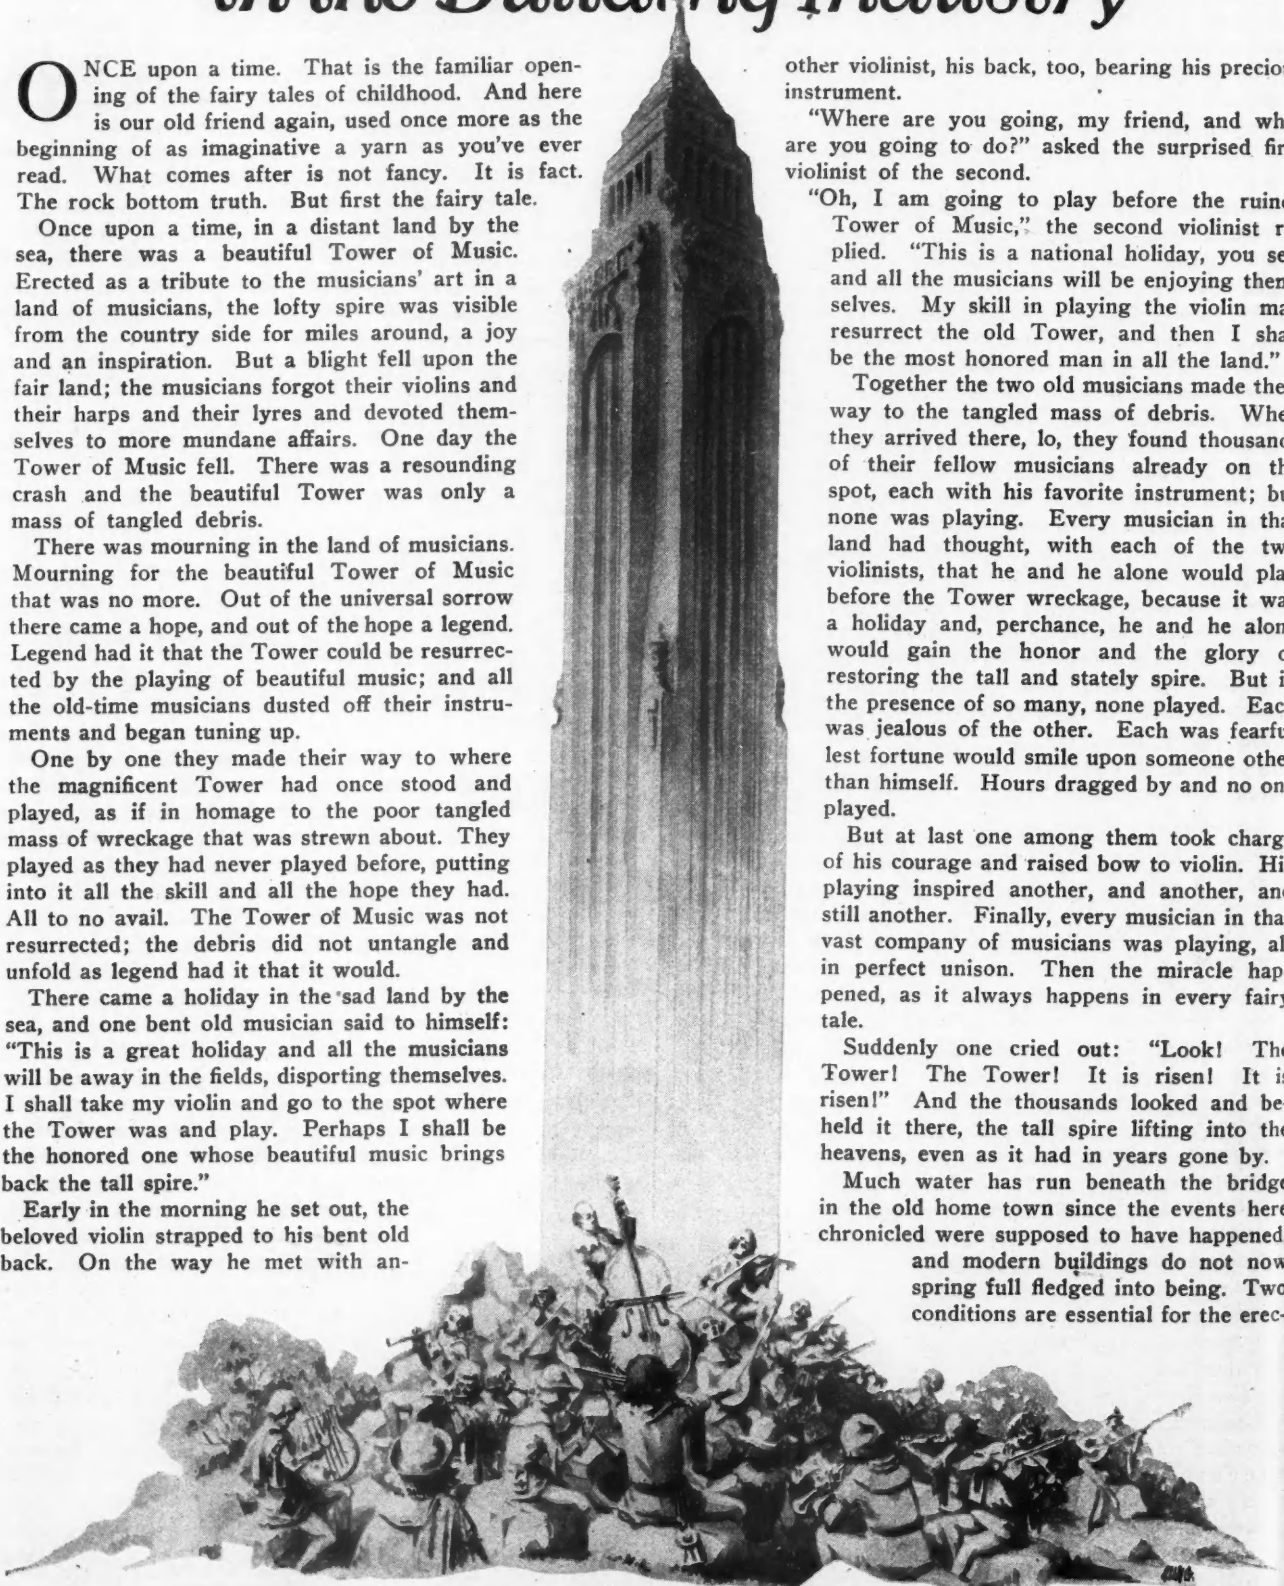 in the Building Industry
ONCE upon a time. That is the familiar open-
ing of the fairy tales of childhood. And here
is our old friend again, used once more as the
beginning of as imaginative a yarn as you've ever
read. What comes after is not fancy. It is fact.
The rock bottom truth. But first the fairy tale.
Once upon a time, in a distant land by the
sea, there was a beautiful Tower of Music.
Erected as a tribute to the musicians' art in a
land of musicians, the lofty spire was visible
from the country side for miles around, a joy
and an inspiration. But a blight fell upon the
fair land; the musicians forgot their violins and
their harps and their lyres and devoted them-
selves to more mundane affairs. One day the
Tower of Music fell. There was a resounding
crash and the beautiful Tower was only a
mass of tangled debris.
There was mourning in the land of musicians.
Mourning for the beautiful Tower of Music
that was no more. Out of the universal sorrow
there came a hope, and out of the hope a legend.
Legend had it that the Tower could be resurrec-
ted by the playing of beautiful music; and all
the old-time musicians dusted off their instru-
ments and began tuning up.
One by one they made their way to where
the magnificent Tower had once stood and
played, as if in homage to the poor tangled
mass of wreckage that was strewn about. They
played as they had never played before, putting
into it all the skill and all the hope they had.
All to no avail. The Tower of Music was not
resurrected; the debris did not untangle and
unfold as legend had it that it would.
There came a holiday in the sad land by the
sea, and one bent old musician said to himself:
"This is a great holiday and all the musicians
will be away in the fields, disporting themselves.
I shall take my violin and go to the spot where
the Tower was and play. Perhaps I shall be
the honored one whose beautiful music brings
back the tall spire."
Early in the morning he set out, the
beloved violin strapped to his bent old
back. On the way he met with an-
other violinist, his back, too, bearing his precio
instrument.
"Where are you going, my friend, and wh
are you going to do?" asked the surprised fir
violinist of the second.
"Oh, I am going to play before the ruine
Tower of Music," the second violinist r
plied. "This is a national holiday, you se
and all the musicians will be enjoying them
selves. My skill in playing the violin ma
resurrect the old Tower, and then I sha
be the most honored man in all the land."
Together the two old musicians made the
way to the tangled mass of debris. Whe
they arrived there, lo, they found thousand
of their fellow musicians already on th
spot, each with his favorite instrument; bu
none was playing. Every musician in tha
land had thought, with each of the tw
violinists, that he and he alone would pla
before the Tower wreckage, because it wa
a holiday and, perchance, he and he alon
would gain the honor and the glory o
restoring the tall and stately spire. But i
the presence of so many, none played. Eac
was jealous of the other. Each was fearfu
lest fortune would smile upon someone othe
than himself. Hours dragged by and no on
played.
But at last one among them took charg
of his courage and raised bow to violin. Hi
playing inspired another, and another, and
still another. Finally, every musician in tha
vast company of musicians was playing, al
in perfect unison. Then the miracle hap
pened, as it always happens in every fairy
tale.
Suddenly one cried out: "Look! The
Tower! The Tower! It is risen! It is
risen!" And the thousands looked and be-
held it there, the tall spire lifting into the
heavens, even as it had in years gone by.
Much water has run beneath the bridge
in the old home town since the events here
chronicled were supposed to have happened
and modern buildings do not now
spring full fledged into being. Two
conditions are essential for the erec-